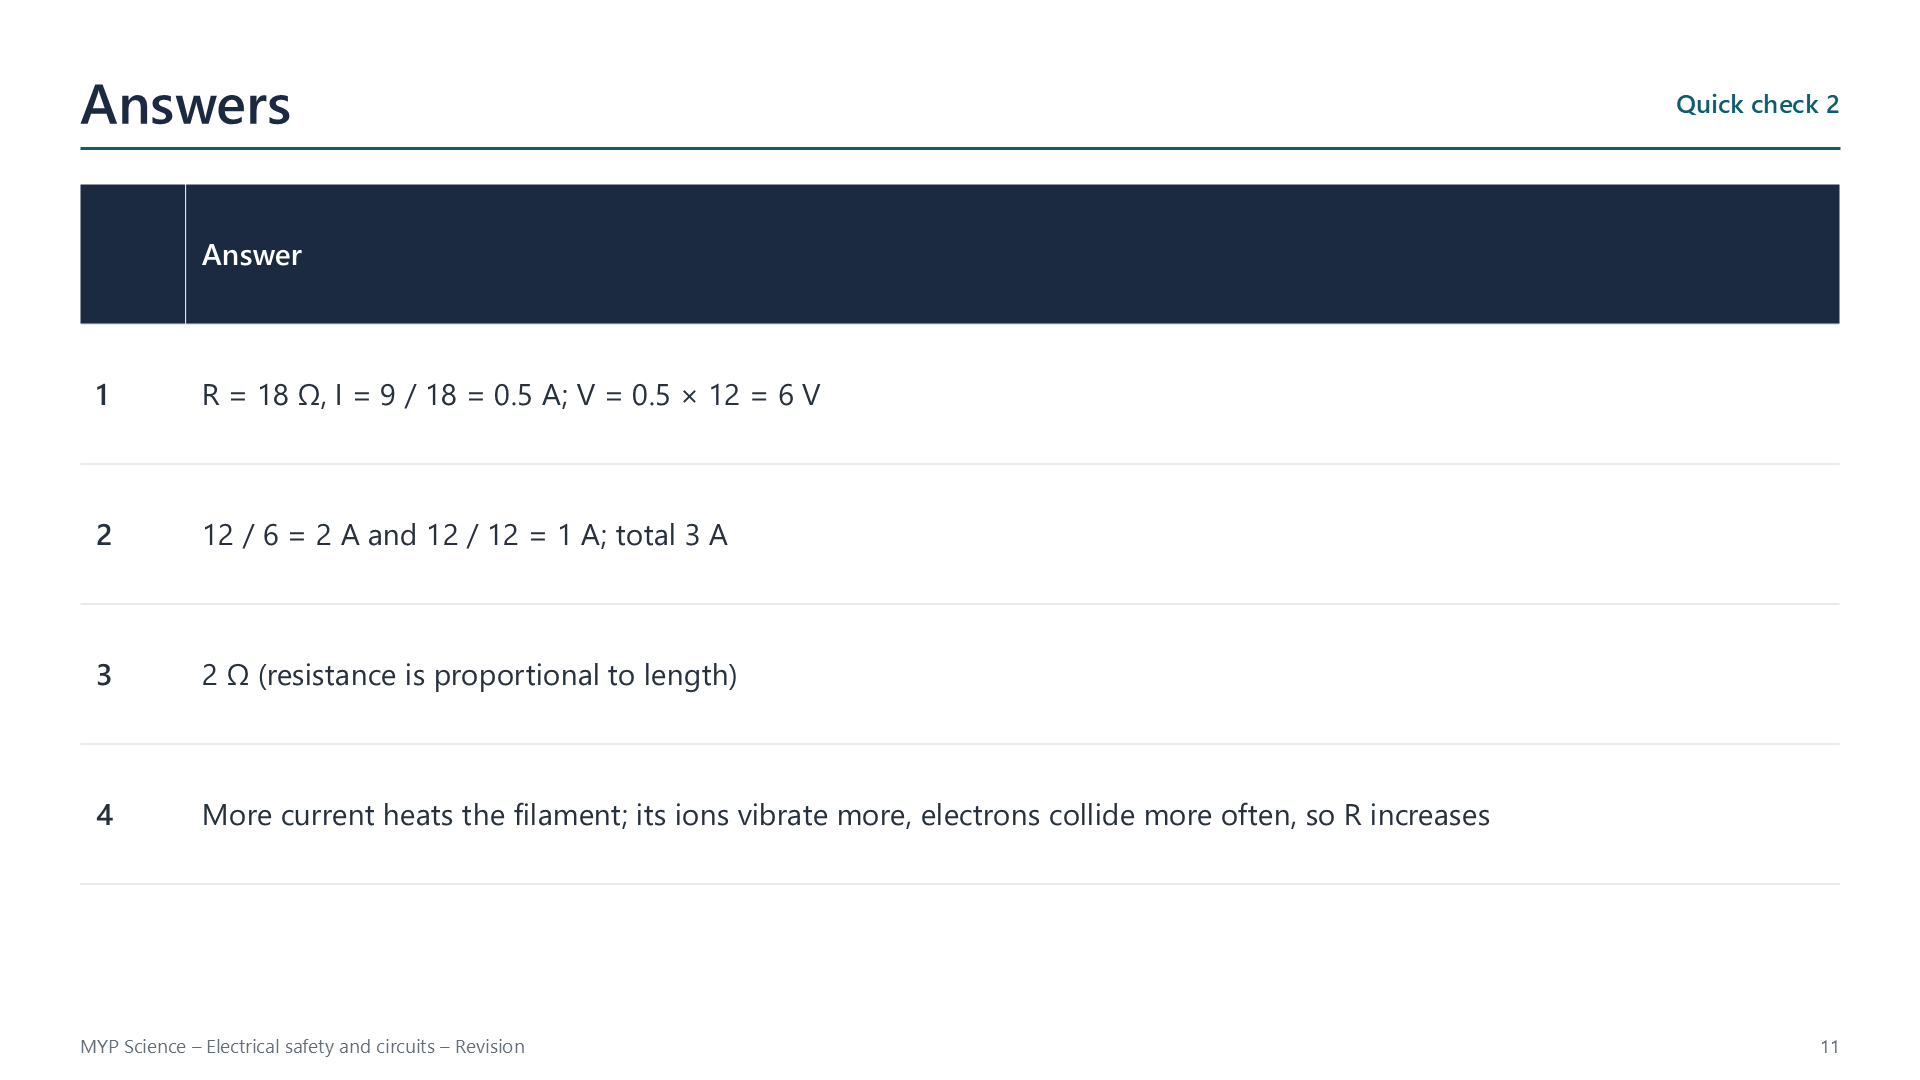 Answers
Quick check 2
Answer
1
R = 18 Ω, I = 9 / 18 = 0.5 A; V = 0.5 × 12 = 6 V
2
12 / 6 = 2 A and 12 / 12 = 1 A; total 3 A
3
2 Ω (resistance is proportional to length)
4
More current heats the filament; its ions vibrate more, electrons collide more often, so R increases
MYP Science – Electrical safety and circuits – Revision
11